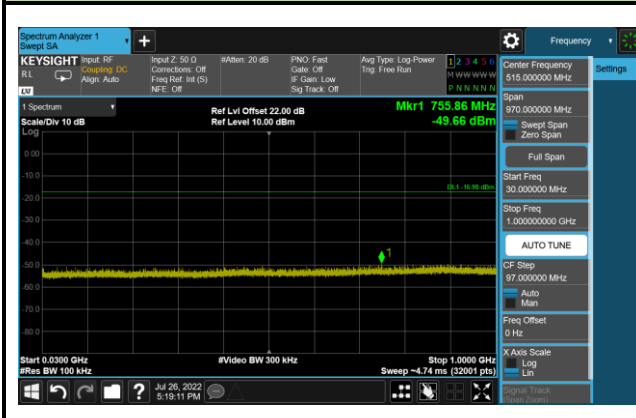 Spectrum Analyzer 1
Swept SA
+
Frequency
KEYSIGHT
RL
Input: RF
Coupling: DC
Align: Auto
Input Z: 50 Ω
Corrections: Off
Freq Ref: Int (S)
NFE: Off
#Atten: 20 dB
PNO: Fast
Gate: Off
IF Gain: Low
Sig Track: Off
Avg Type: Log-Power
Trig: Free Run
1 2 3 4 5 6
M W W W W W
P N N N N N
LXI
1 Spectrum
Scale/Div 10 dB
Log
Ref Lvl Offset 22.00 dB
Ref Level 10.00 dBm
Mkr1 755.86 MHz
-49.66 dBm
0.00
-10.0
-20.0
-30.0
-40.0
-50.0
-60.0
-70.0
-80.0
DL1 -16.98 dBm
1
Start 0.0300 GHz
#Res BW 100 kHz
#Video BW 300 kHz
Stop 1.0000 GHz
Sweep ~4.74 ms (32001 pts)
Jul 26, 2022
5:19:11 PM
?
Center Frequency
515.000000 MHz
Settings
Span
970.000000 MHz
Swept Span
Zero Span
Full Span
Start Freq
30.000000 MHz
Stop Freq
1.000000000 GHz
AUTO TUNE
CF Step
97.000000 MHz
Auto
Man
Freq Offset
0 Hz
X Axis Scale
Log
Lin
Signal Track
(Span Zoom)